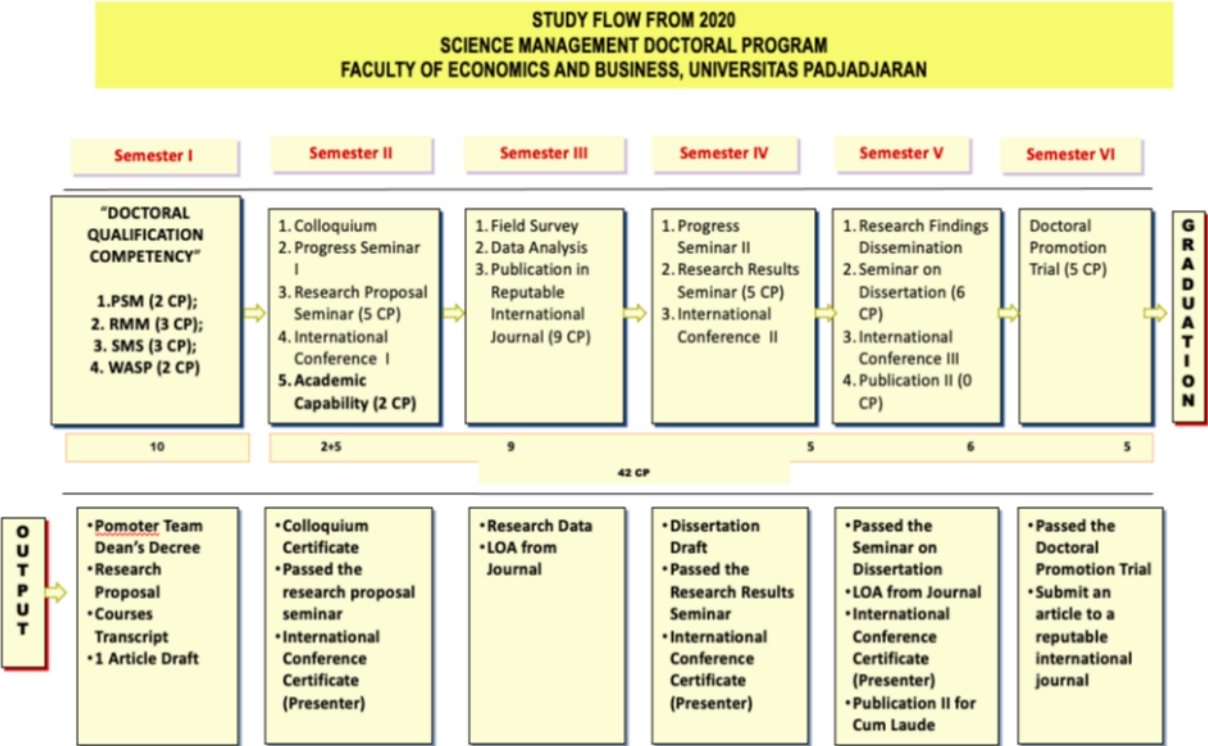 STUDY FLOW FROM 2020
SCIENCE MANAGEMENT DOCTORAL PROGRAM
FACULTY OF ECONOMICS AND BUSINESS, UNIVERSITAS PADJADJARAN
Semester I
Semester II
Semester III
Semester IV
Semester V
Semester VI
"DOCTORAL
QUALIFICATION
COMPETENCY"
1.PSM (2 CP);
2. RMM (3 CP);
3. SMS (3 CP);
4. WASP (2 CP)
1. Colloquium
2. Progress Seminar
I
3. Research Proposal
Seminar (5 CP)
4. International
Conference I
5. Academic
Capability (2 CP)
1. Field Survey
2. Data Analysis
3. Publication in
Reputable
International
Journal (9 CP)
1. Progress
Seminar II
2. Research Results
Seminar (5 CP)
3. International
Conference II
1. Research Findings
Dissemination
2. Seminar on
Dissertation (6
CP)
3. International
Conference III
4. Publication II (0
CP)
Doctoral
Promotion
Trial (5 CP)
GRADUATION
10
2+5
9
5
6
5
42 CP
OUTPUT
•Pomoter Team
Dean's Decree
•Research
Proposal
•Courses
Transcript
•1 Article Draft
•Colloquium
Certificate
•Passed the
research proposal
seminar
•International
Conference
Certificate
(Presenter)
•Research Data
•LOA from
Journal
•Dissertation
Draft
•Passed the
Research Results
Seminar
•International
Conference
Certificate
(Presenter)
•Passed the
Seminar on
Dissertation
•LOA from Journal
•International
Conference
Certificate
(Presenter)
•Publication II for
Cum Laude
•Passed the
Doctoral
Promotion Trial
•Submit an
article to a
reputable
international
journal